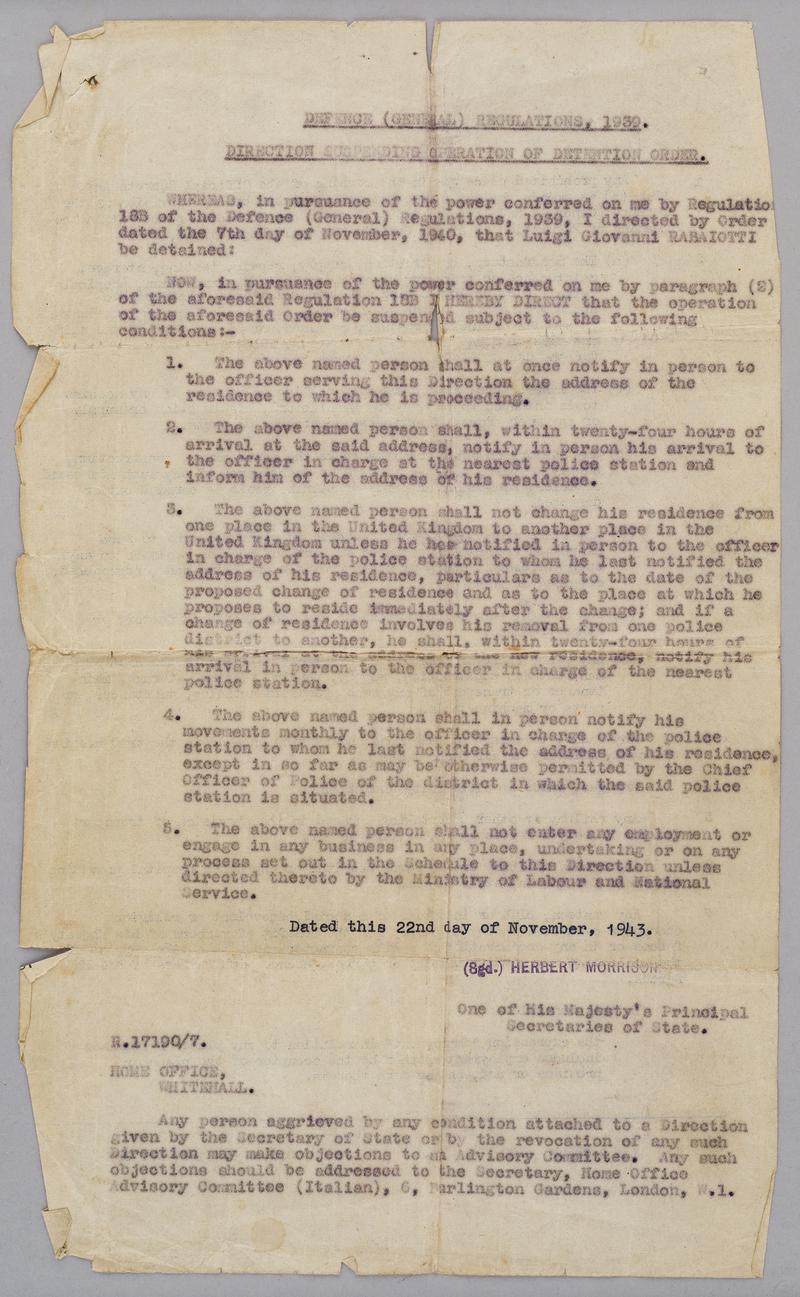 DEFENCE (GENERAL) REGULATIONS, 1939.
DIRECTION SUSPENDING OPERATION OF DETENTION ORDER.
WHEREAS, in pursuance of the power conferred on me by Regulatio
18B of the Defence (General) Regulations, 1939, I directed by Order
dated the 7th day of November, 1940, that Luigi Giovanni RABAIOTTI
be detained:
NOW, in pursuance of the power conferred on me by paragraph (2)
of the aforesaid Regulation 18B I HEREBY DIRECT that the operation
of the aforesaid Order be suspended subject to the following
conditions:-
1. The above named person shall at once notify in person to
the officer serving this Direction the address of the
residence to which he is proceeding.
2. The above named person shall, within twenty-four hours of
arrival at the said address, notify in person his arrival to
the officer in charge at the nearest police station and
inform him of the address of his residence.
3. The above named person shall not change his residence from
one place in the United Kingdom to another place in the
United Kingdom unless he has notified in person to the officer
in charge of the police station to whom he last notified the
address of his residence, particulars as to the date of the
proposed change of residence and as to the place at which he
proposes to reside immediately after the change; and if a
change of residence involves his removal from one police
district to another, he shall, within twenty-four hours of
his arrival at the address of the new residence, notify his
arrival in person to the officer in charge of the nearest
police station.
4. The above named person shall in person notify his
movements monthly to the officer in charge of the police
station to whom he last notified the address of his residence,
except in so far as may be otherwise permitted by the Chief
Officer of Police of the district in which the said police
station is situated.
5. The above named person shall not enter any employment or
engage in any business in any place, undertaking or on any
process set out in the Schedule to this Direction unless
directed thereto by the Ministry of Labour and National
Service.
Dated this 22nd day of November, 1943.
(Sgd.) HERBERT MORRISON
One of His Majesty's Principal
Secretaries of State.
R.17190/7.
HOME OFFICE,
WHITEHALL.
Any person aggrieved by any condition attached to a Direction
given by the Secretary of State or by the revocation of any such
Direction may make objections to an Advisory Committee. Any such
objections should be addressed to the Secretary, Home Office
Advisory Committee (Italian), 6, Burlington Gardens, London, W.1.